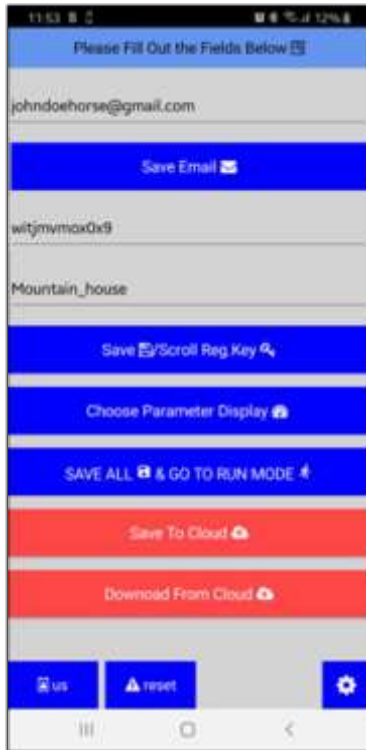 11:53
12%
Please Fill Out the Fields Below
johndoehorse@gmail.com
Save Email
witjmvmox0x9
Mountain_house
Save /Scroll Reg.Key
Choose Parameter Display
SAVE ALL & GO TO RUN MODE
Save To Cloud
Downoad From Cloud
us
reset